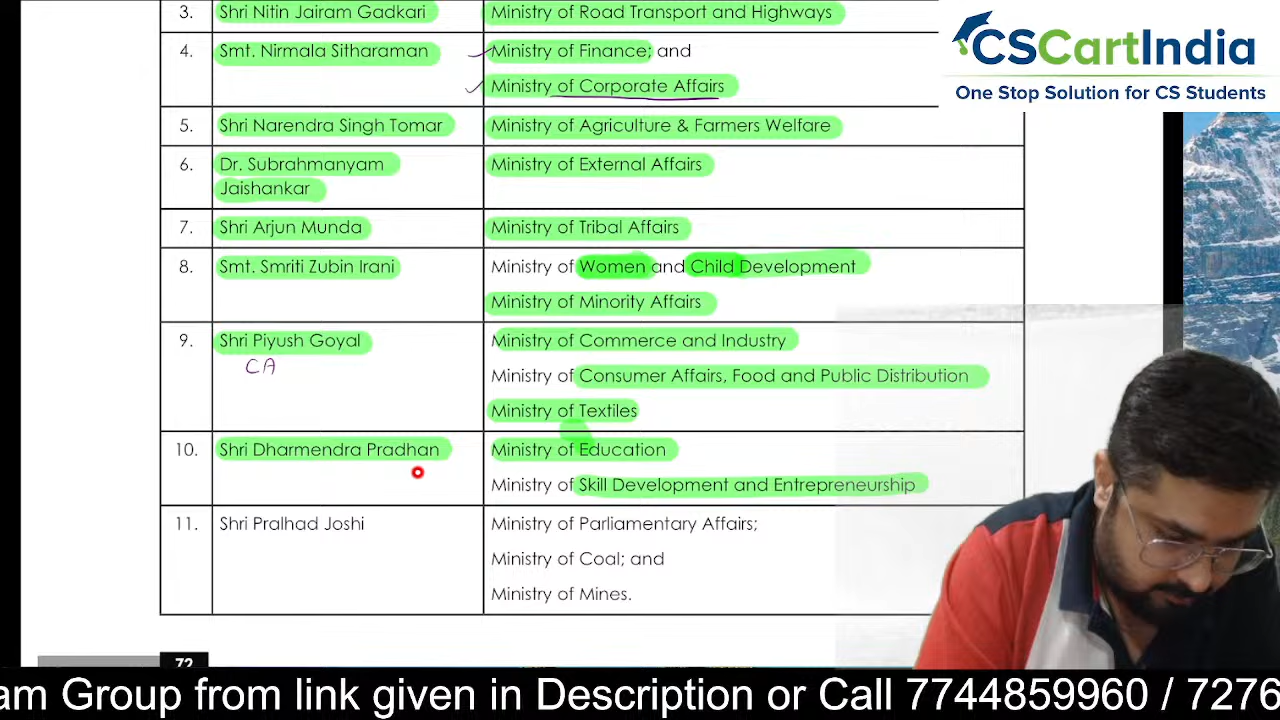 3. Shri Nitin Jairam Gadkari Ministry of Road Transport and Highways
4. Smt. Nirmala Sitharaman Ministry of Finance; and
Ministry of Corporate Affairs
5. Shri Narendra Singh Tomar Ministry of Agriculture & Farmers Welfare
6. Dr. Subrahmanyam Ministry of External Affairs
Jaishankar
7. Shri Arjun Munda Ministry of Tribal Affairs
8. Smt. Smriti Zubin Irani Ministry of Women and Child Development
Ministry of Minority Affairs
9. Shri Piyush Goyal Ministry of Commerce and Industry
CA
Ministry of Consumer Affairs, Food and Public Distribution
Ministry of Textiles
10. Shri Dharmendra Pradhan Ministry of Education
Ministry of Skill Development and Entrepreneurship
11. Shri Pralhad Joshi Ministry of Parliamentary Affairs;
Ministry of Coal; and
Ministry of Mines.
72
CSCartIndia
One Stop Solution for CS Students
am Group from link given in Description or Call 7744859960 / 7276